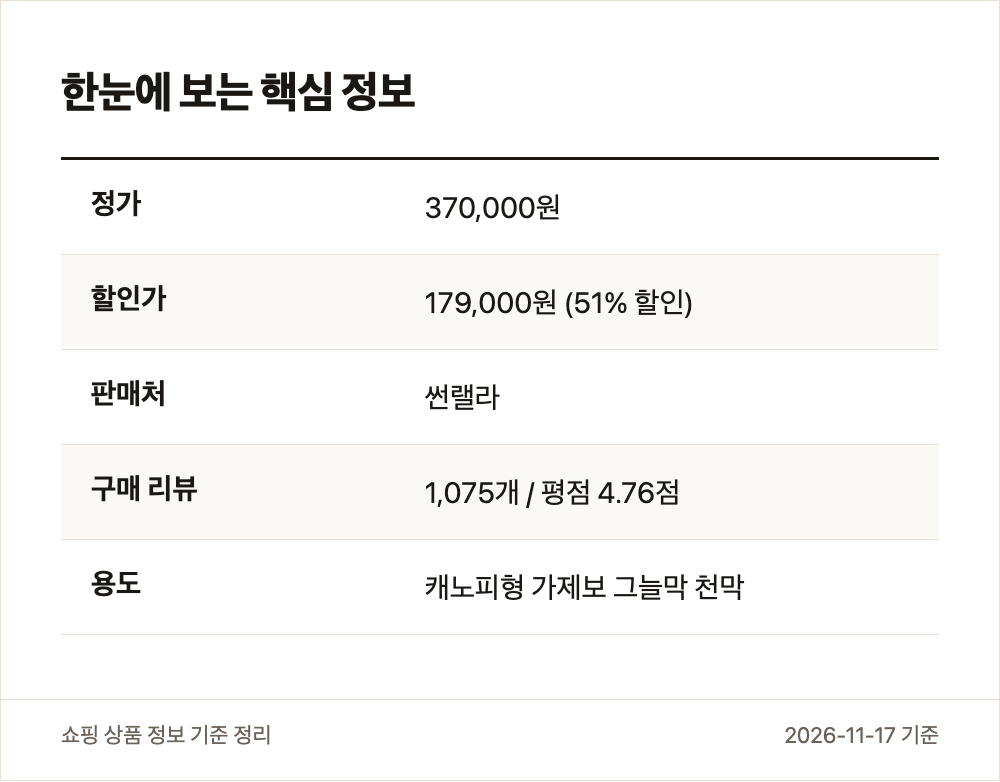 한눈에 보는 핵심 정보
정가 370,000원
할인가 179,000원 (51% 할인)
판매처 썬랠라
구매 리뷰 1,075개 / 평점 4.76점
용도 캐노피형 가제보 그늘막 천막
쇼핑 상품 정보 기준 정리 2026-11-17 기준